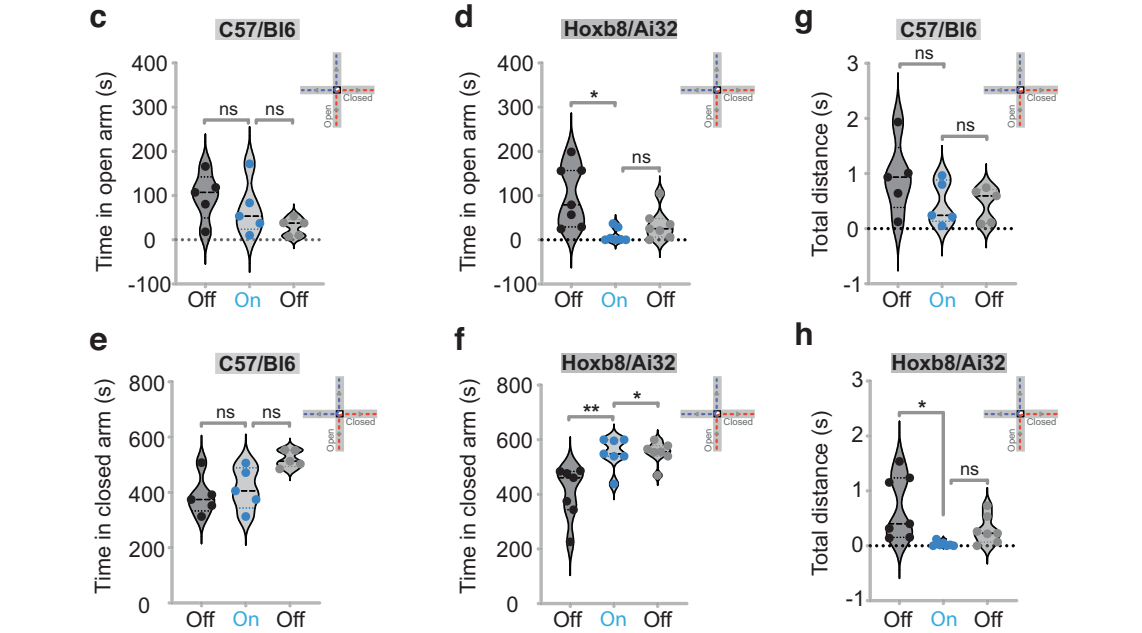 c
C57/Bl6
Time in open arm (s)
400
300
200
100
0
-100
ns
ns
Closed
Open
Off
On
Off
d
Hoxb8/Ai32
Time in open arm (s)
400
300
200
100
0
-100
*
ns
Closed
Open
Off
On
Off
g
C57/Bl6
Total distance (s)
3
2
1
0
-1
ns
ns
Closed
Open
Off
On
Off
e
C57/Bl6
Time in closed arm (s)
800
600
400
200
0
ns
ns
Closed
Open
Off
On
Off
f
Hoxb8/Ai32
Time in closed arm (s)
800
600
400
200
0
**
*
Closed
Open
Off
On
Off
h
Hoxb8/Ai32
Total distance (s)
3
2
1
0
-1
*
ns
Closed
Open
Off
On
Off